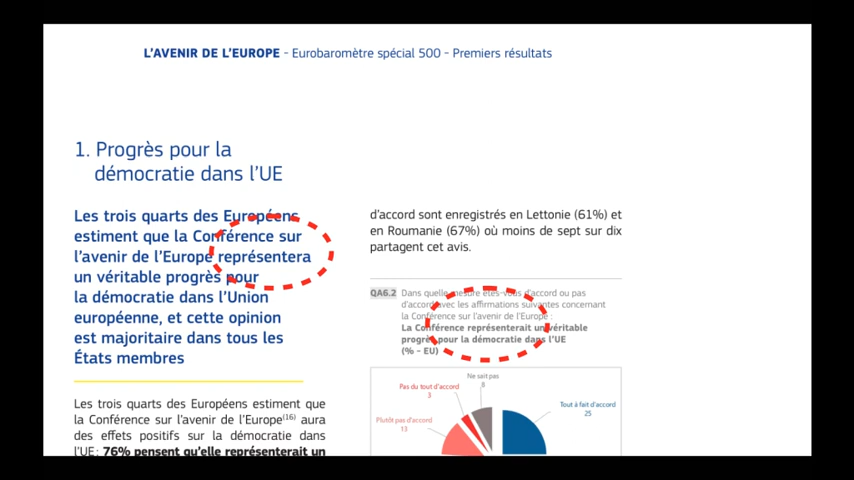 L'AVENIR DE L'EUROPE – Eurobaromètre spécial 500 – Premiers résultats
1. Progrès pour la
démocratie dans l'UE
Les trois quarts des Européens
estiment que la Conférence sur
l'avenir de l'Europe représentera
un véritable progrès pour
la démocratie dans l'Union
européenne, et cette opinion
est majoritaire dans tous les
États membres
Les trois quarts des Européens estiment que
la Conférence sur l'avenir de l'Europe(16) aura
des effets positifs sur la démocratie dans
l'UE: 76% pensent qu'elle représenterait un
d'accord sont enregistrés en Lettonie (61%) et
en Roumanie (67%) où moins de sept sur dix
partagent cet avis.
QA6.2 Dans quelle mesure êtes-vous d'accord ou pas
d'accord avec les affirmations suivantes concernant
la Conférence sur l'avenir de l'Europe :
La Conférence représenterait un véritable
progrès pour la démocratie dans l'UE
(% - EU)
Ne sait pas
8
Pas du tout d'accord
3
Tout à fait d'accord
25
Plutôt pas d'accord
13